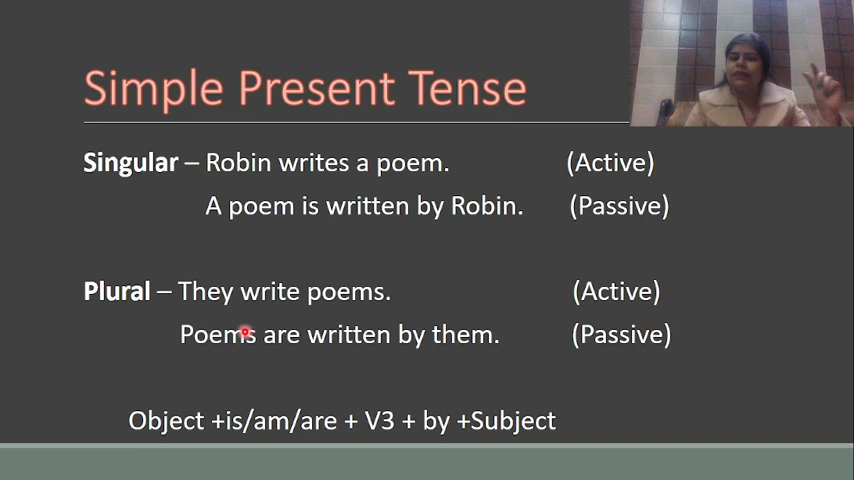 Simple Present Tense
Singular – Robin writes a poem. (Active)
A poem is written by Robin. (Passive)
Plural – They write poems. (Active)
Poems are written by them. (Passive)
Object +is/am/are + V3 + by +Subject